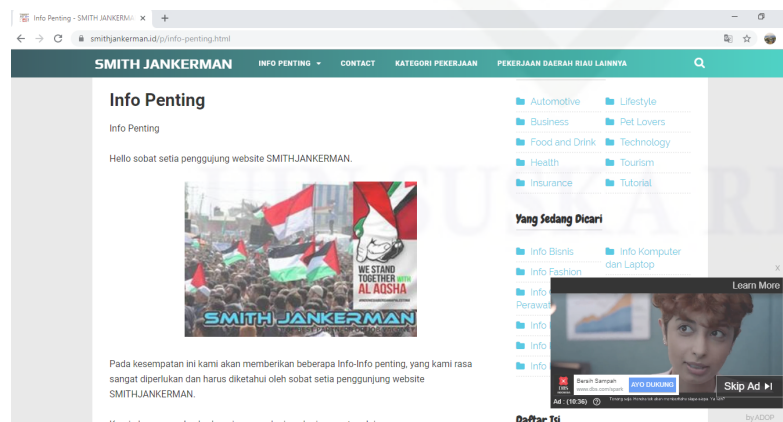 Info Penting - SMITH JANKERMA
smithjankerman.id/p/info-penting.html
SMITH JANKERMAN
INFO PENTING
CONTACT
KATEGORI PEKERJAAN
PEKERJAAN DAERAH RIAU LAINNYA
Info Penting
Info Penting
Hello sobat setia penggujung website SMITHJANKERMAN.
WE STAND
TOGETHER WITH
AL AQSHA
SMITH JANKERMAN
Pada kesempatan ini kami akan memberikan beberapa Info-Info penting, yang kami rasa
sangat diperlukan dan harus diketahui oleh sobat setia penggunjung website
SMITHJANKERMAN.
Automotive
Lifestyle
Business
Pet Lovers
Food and Drink
Technology
Health
Tourism
Insurance
Tutorial
Yang Sedang Dicari
Info Bisnis
Info Komputer
dan Laptop
Info Fashion
Info
Perawat
Info
Info
Info
X
Learn More
Bersih Sampah
AYO DUKUNG
Skip Ad
Ad : (10:36)
Daftar Isi
by ADOP
SUSKA RI